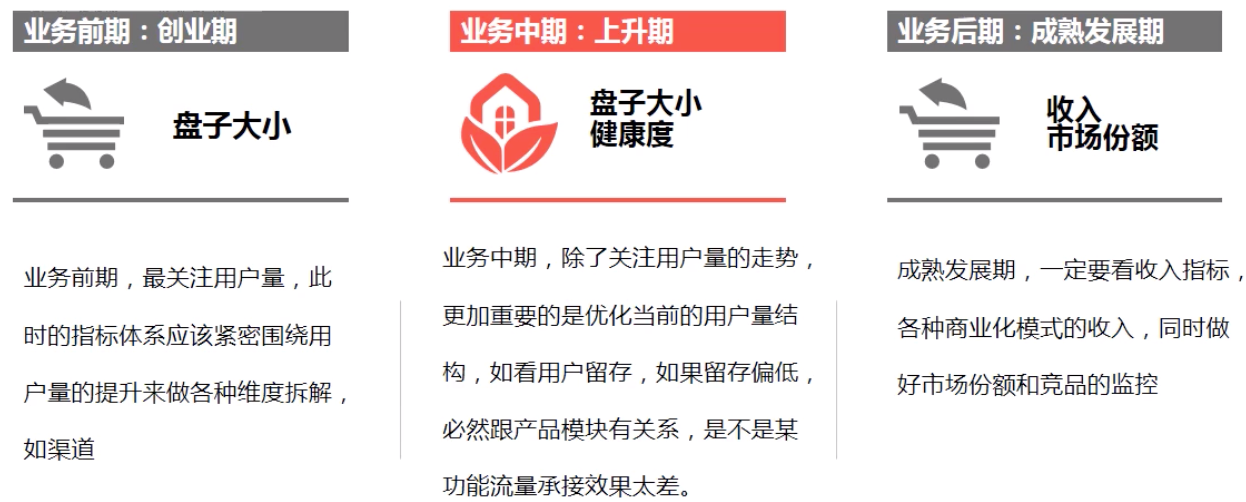 业务前期：创业期
盘子大小
业务前期，最关注用户量，此
时的指标体系应该紧密围绕用
户量的提升来做各种维度拆解，
如渠道
业务中期：上升期
盘子大小
健康度
业务中期，除了关注用户量的走势，
更加重要的是优化当前的用户量结
构，如看用户留存，如果留存偏低，
必然跟产品模块有关系，是不是某
功能流量承接效果太差。
业务后期：成熟发展期
收入
市场份额
成熟发展期，一定要看收入指标，
各种商业化模式的收入，同时做
好市场份额和竞品的监控